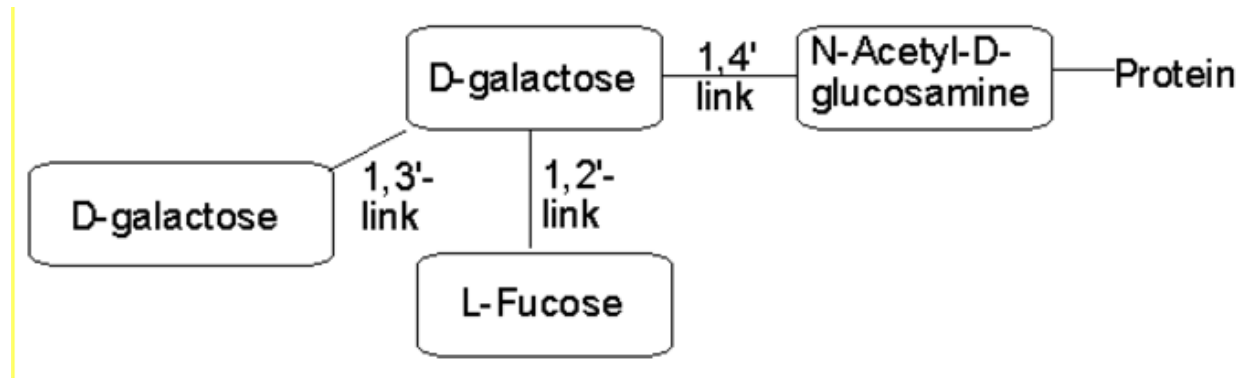 D-galactose
1,4'
link
N-Acetyl-D-
glucosamine
Protein
D-galactose
1,3'-
link
1,2'-
link
L-Fucose